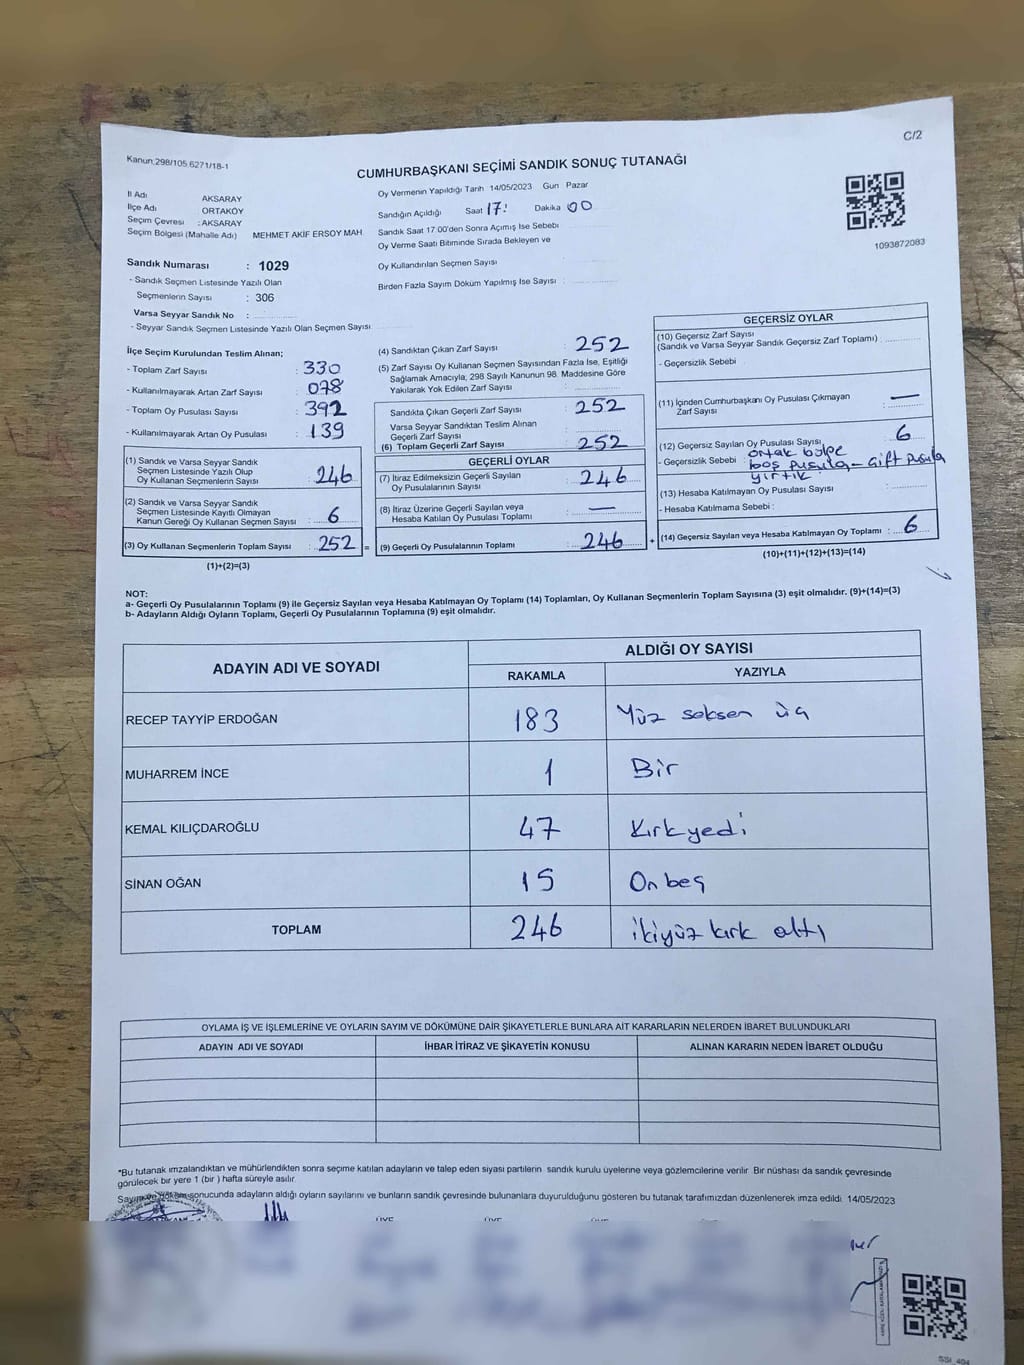 C/2
Kanun.298/105.6271/18-1
CUMHURBAŞKANI SEÇİMİ SANDIK SONUÇ TUTANAĞI
İl Adı AKSARAY
İlçe Adı ORTAKÖY
Seçim Çevresi : AKSARAY
Seçim Bölgesi (Mahalle Adı) MEHMET AKİF ERSOY MAH.
Sandık Numarası : 1029
- Sandık Seçmen Listesinde Yazılı Olan
Seçmenlerin Sayısı : 306
Varsa Seyyar Sandık No :
- Seyyar Sandık Seçmen Listesinde Yazılı Olan Seçmen Sayısı
Oy Vermenin Yapıldığı Tarih 14/05/2023 Gün Pazar
Sandığın Açıldığı Saat 17: Dakika 00
Sandık Saat 17.00'den Sonra Açımış İse Sebebi
Oy Verme Saati Bitiminde Sırada Bekleyen ve
Oy Kullandırılan Seçmen Sayısı
Birden Fazla Sayım Döküm Yapılmış İse Sayısı
1093872083
İlçe Seçim Kurulundan Teslim Alınan;
- Toplam Zarf Sayısı : 330
- Kullanılmayarak Artan Zarf Sayısı : 078
- Toplam Oy Pusulası Sayısı : 392
- Kullanılmayarak Artan Oy Pusulası : 139
(1) Sandık ve Varsa Seyyar Sandık
Seçmen Listesinde Yazılı Olup
Oy Kullanan Seçmenlerin Sayısı : 246
(2) Sandık ve Varsa Seyyar Sandık
Seçmen Listesinde Kayıtlı Olmayan
Kanun Gereği Oy Kullanan Seçmen Sayısı : 6
(3) Oy Kullanan Seçmenlerin Toplam Sayısı : 252 =
(1)+(2)=(3)
(4) Sandıktan Çıkan Zarf Sayısı : 252
(5) Zarf Sayısı Oy Kullanan Seçmen Sayısından Fazla İse, Eşitliği
Sağlamak Amacıyla, 298 Sayılı Kanunun 98. Maddesine Göre
Yakılarak Yok Edilen Zarf Sayısı :
Sandıkta Çıkan Geçerli Zarf Sayısı : 252
Varsa Seyyar Sandıktan Teslim Alınan
Geçerli Zarf Sayısı :
(6) Toplam Geçerli Zarf Sayısı : 252
GEÇERLİ OYLAR
(7) İtiraz Edilmeksizin Geçerli Sayılan
Oy Pusulalarının Sayısı : 246
(8) İtiraz Üzerine Geçerli Sayılan veya
Hesaba Katılan Oy Pusulası Toplamı : —
(9) Geçerli Oy Pusulalarının Toplamı : 246 +
GEÇERSİZ OYLAR
(10) Geçersiz Zarf Sayısı
(Sandık ve Varsa Seyyar Sandık Geçersiz Zarf Toplamı) :
- Geçersizlik Sebebi
(11) İçinden Cumhurbaşkanı Oy Pusulası Çıkmayan
Zarf Sayısı : —
(12) Geçersiz Sayılan Oy Pusulası Sayısı 6
ortak bölge
- Geçersizlik Sebebi boş pusula - Çift pusula
yırtık
(13) Hesaba Katılmayan Oy Pusulası Sayısı :
- Hesaba Katılmama Sebebi :
(14) Geçersiz Sayılan veya Hesaba Katılmayan Oy Toplamı : 6
(10)+(11)+(12)+(13)=(14)
NOT:
a- Geçerli Oy Pusulalarının Toplamı (9) ile Geçersiz Sayılan veya Hesaba Katılmayan Oy Toplamı (14) Toplamları, Oy Kullanan Seçmenlerin Toplam Sayısına (3) eşit olmalıdır. (9)+(14)=(3)
b- Adayların Aldığı Oyların Toplamı, Geçerli Oy Pusulalarının Toplamına (9) eşit olmalıdır.
ADAYIN ADI VE SOYADI ALDIĞI OY SAYISI
RAKAMLA YAZIYLA
RECEP TAYYİP ERDOĞAN 183 Yüz seksen üç
MUHARREM İNCE 1 Bir
KEMAL KILIÇDAROĞLU 47 Kırkyedi
SİNAN OĞAN 15 Onbeş
TOPLAM 246 ikiyüz kırk altı
OYLAMA İŞ VE İŞLEMLERİNE VE OYLARIN SAYIM VE DÖKÜMÜNE DAİR ŞİKAYETLERLE BUNLARA AİT KARARLARIN NELERDEN İBARET BULUNDUKLARI
ADAYIN ADI VE SOYADI İHBAR İTİRAZ VE ŞİKAYETİN KONUSU ALINAN KARARIN NEDEN İBARET OLDUĞU
*Bu tutanak imzalandıktan ve mühürlendikten sonra seçime katılan adayların ve talep eden siyasi partilerin sandık kurulu üyelerine veya gözlemcilerine verilir. Bir nüshası da sandık çevresinde
görülecek bir yere 1 (bir) hafta süreyle asılır.
Sayım ve döküm sonucunda adayların aldığı oyların sayılarını ve bunların sandık çevresinde bulunanlara duyurulduğunu gösteren bu tutanak tarafımızdan düzenlenerek imza edildi. 14/05/2023
ÜYE ÜYE ÜYE